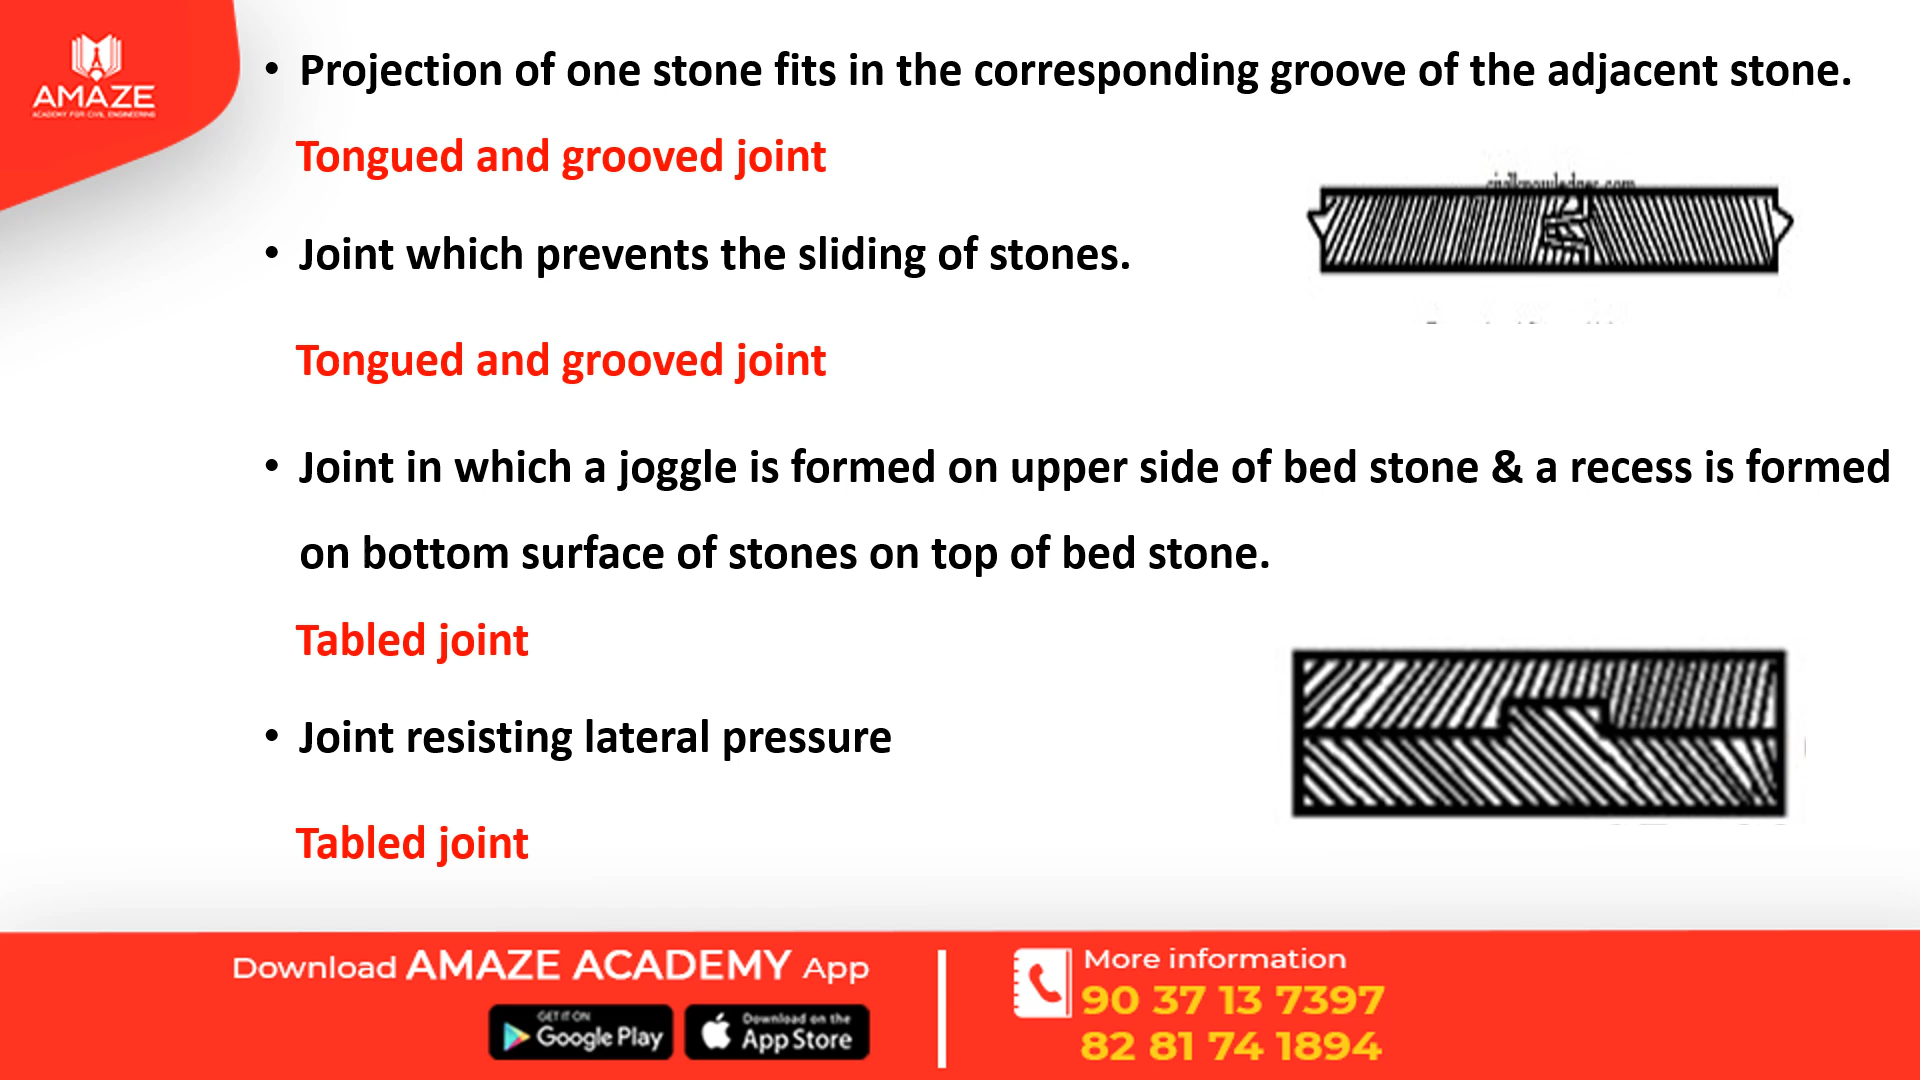 AMAZE
ACADEMY FOR CIVIL ENGINEERING
• Projection of one stone fits in the corresponding groove of the adjacent stone.
Tongued and grooved joint
• Joint which prevents the sliding of stones.
Tongued and grooved joint
• Joint in which a joggle is formed on upper side of bed stone & a recess is formed
on bottom surface of stones on top of bed stone.
Tabled joint
• Joint resisting lateral pressure
Tabled joint
Download AMAZE ACADEMY App
GET IT ON
Google Play
Download on the
App Store
More information
90 37 13 7397
82 81 74 1894